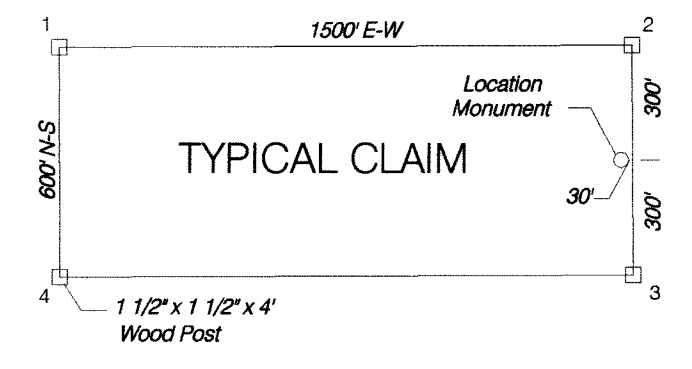 1
1500' E-W
2
Location
Monument
300'
600' N-S
TYPICAL CLAIM
30'
300'
4
3
1 1/2" x 1 1/2" x 4'
Wood Post